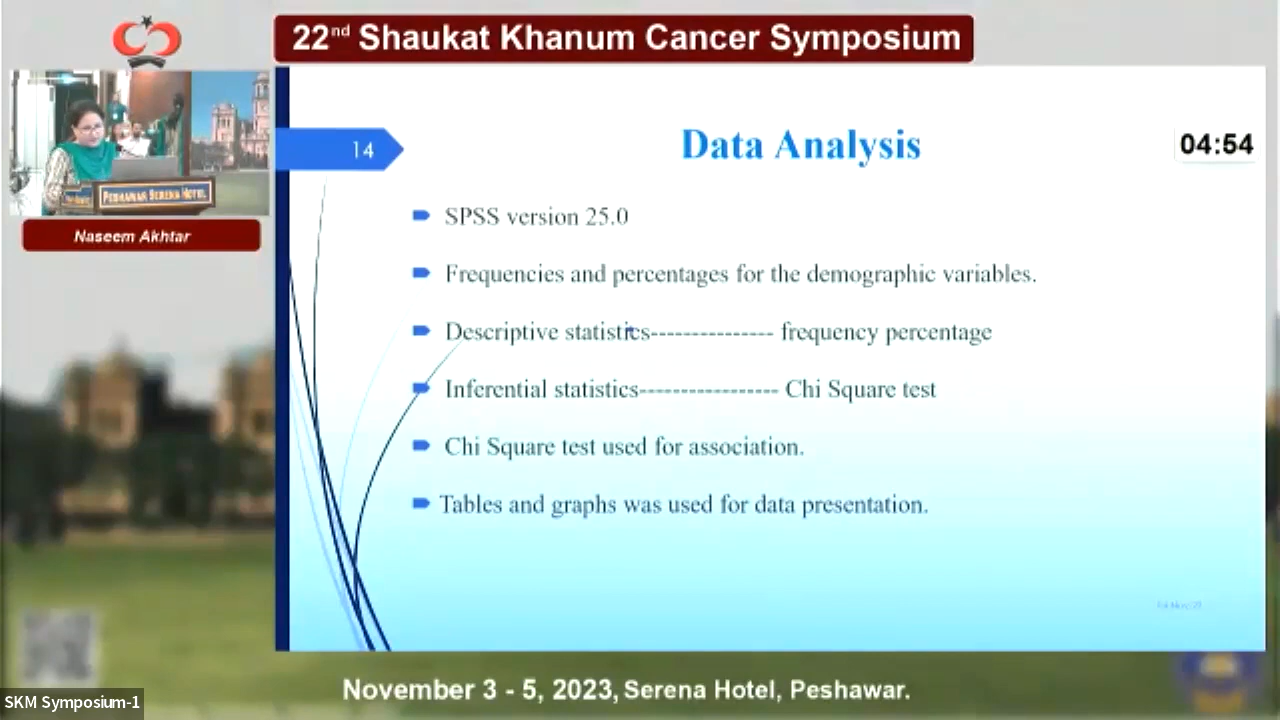 22nd Shaukat Khanum Cancer Symposium
14
Data Analysis
04:54
SPSS version 25.0
Frequencies and percentages for the demographic variables.
Descriptive statistics--------------- frequency percentage
Inferential statistics----------------- Chi Square test
Chi Square test used for association.
Tables and graphs was used for data presentation.
PESHAWAR SERENA HOTEL
Naseem Akhtar
November 3 - 5, 2023, Serena Hotel, Peshawar.
SKM Symposium-1